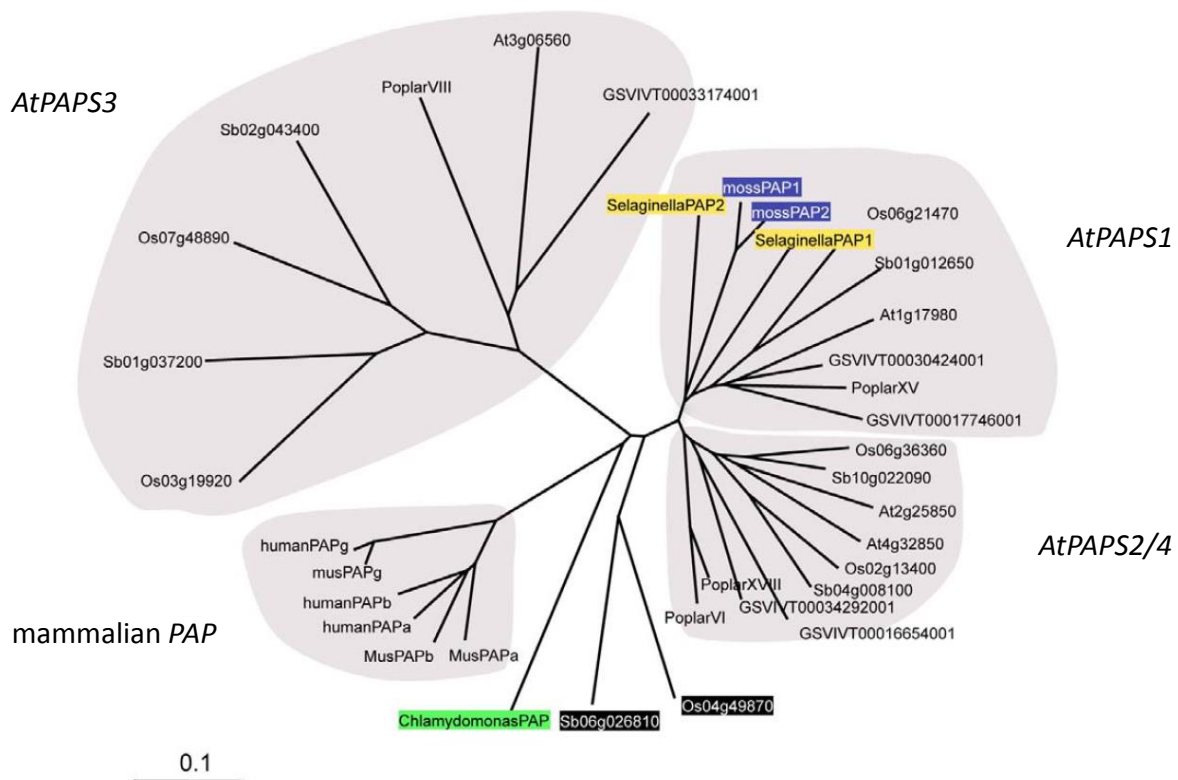 At3g06560
PoplarVIII
GSVIVT00033174001
AtPAPS3
Sb02g043400
mossPAP1
SelaginellaPAP2
mossPAP2
Os06g21470
Os07g48890
SelaginellaPAP1
AtPAPS1
Sb01g012650
At1g17980
Sb01g037200
GSVIVT00030424001
PoplarXV
GSVIVT00017746001
Os06g36360
Os03g19920
Sb10g022090
At2g25850
humanPAPg
At4g32850
AtPAPS2/4
musPAPg
Os02g13400
PoplarXVIII
Sb04g008100
humanPAPb
GSVIVT00034292001
PoplarVI
humanPAPa
mammalian PAP
GSVIVT00016654001
MusPAPb
MusPAPa
Os04g49870
ChlamydomonasPAP
Sb06g026810
0.1